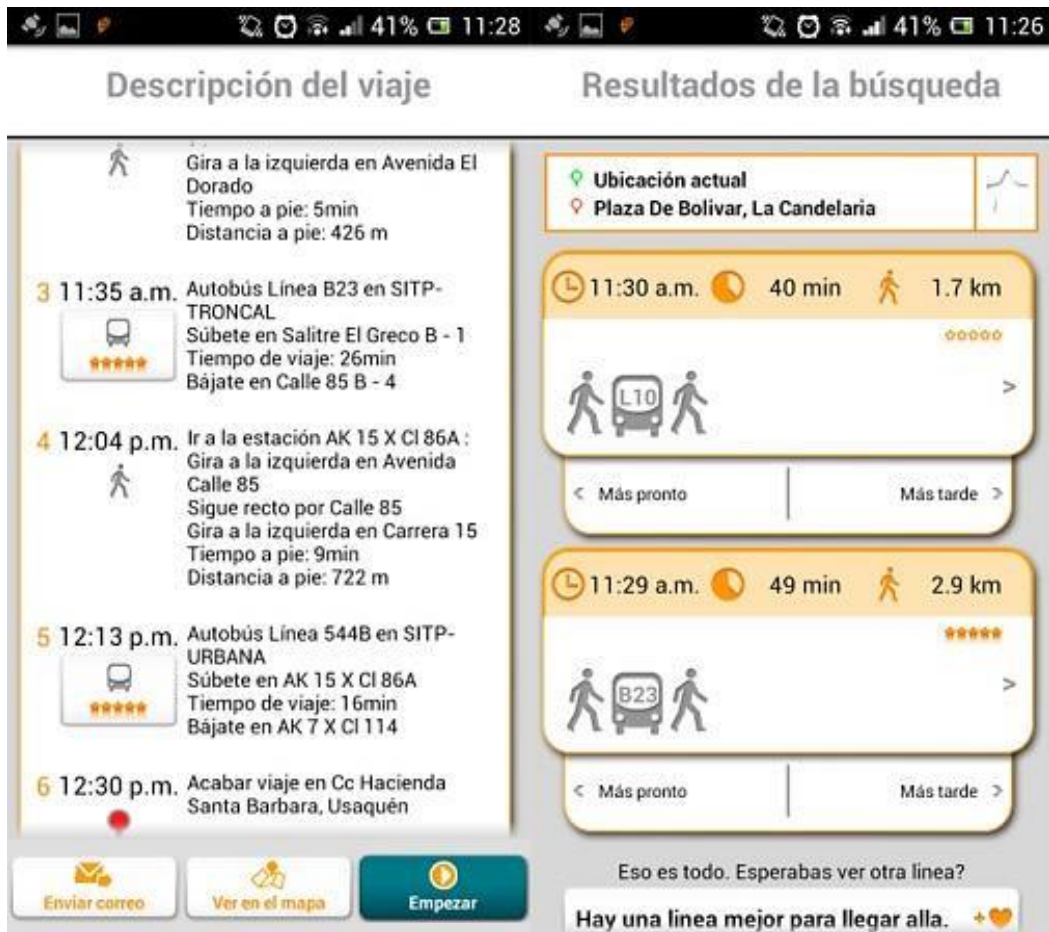 41% 11:28
Descripción del viaje
Gira a la izquierda en Avenida El
Dorado
Tiempo a pie: 5min
Distancia a pie: 426 m
3 11:35 a.m. Autobús Línea B23 en SITP-
TRONCAL
Súbete en Salitre El Greco B - 1
Tiempo de viaje: 26min
Bájate en Calle 85 B - 4
4 12:04 p.m. Ir a la estación AK 15 X Cl 86A :
Gira a la izquierda en Avenida
Calle 85
Sigue recto por Calle 85
Gira a la izquierda en Carrera 15
Tiempo a pie: 9min
Distancia a pie: 722 m
5 12:13 p.m. Autobús Línea 544B en SITP-
URBANA
Súbete en AK 15 X Cl 86A
Tiempo de viaje: 16min
Bájate en AK 7 X Cl 114
6 12:30 p.m. Acabar viaje en Cc Hacienda
Santa Barbara, Usaquén
Enviar correo Ver en el mapa Empezar
41% 11:26
Resultados de la búsqueda
Ubicación actual
Plaza De Bolivar, La Candelaria
11:30 a.m. 40 min 1.7 km
L10
>
< Más pronto Más tarde >
11:29 a.m. 49 min 2.9 km
B23
>
< Más pronto Más tarde >
Eso es todo. Esperabas ver otra linea?
Hay una linea mejor para llegar alla. +